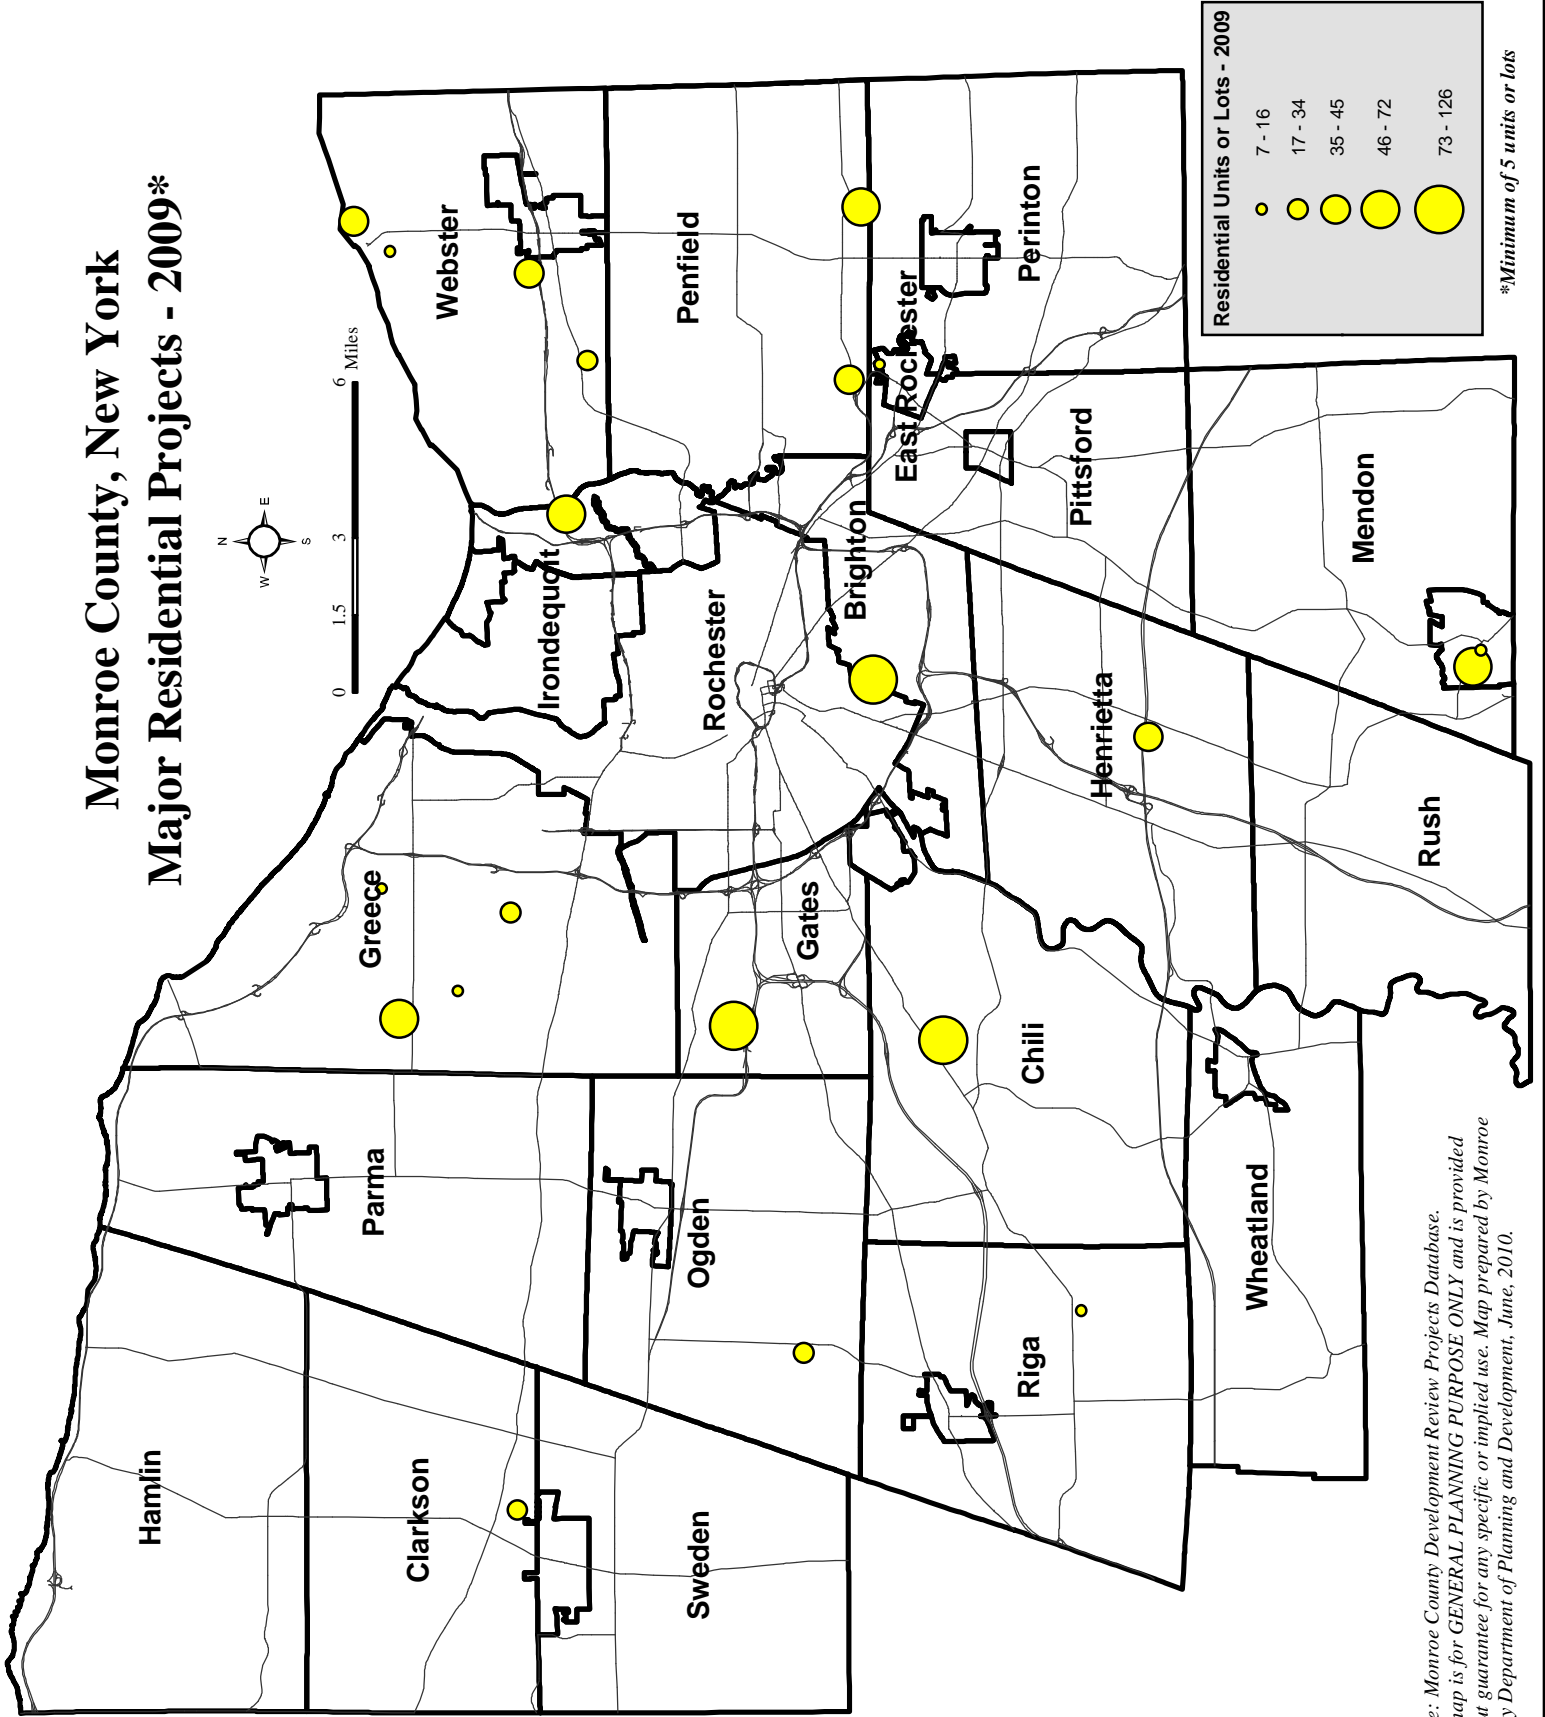 Monroe County, New York
Major Residential Projects - 2009*
N
W
E
S
0
1.5
3
6
Miles
Webster
Penfield
Perinton
East Rochester
Pittsford
Mendon
Irondequoit
Rochester
Brighton
Henrietta
Rush
Greece
Gates
Chili
Wheatland
Parma
Ogden
Riga
Hamlin
Clarkson
Sweden
Residential Units or Lots - 2009
7 - 16
17 - 34
35 - 45
46 - 72
73 - 126
*Minimum of 5 units or lots
: Monroe County Development Review Projects Database.
is for GENERAL PLANNING PURPOSE ONLY and is provided
guarantee for any specific or implied use. Map prepared by Monroe
Department of Planning and Development, June, 2010.